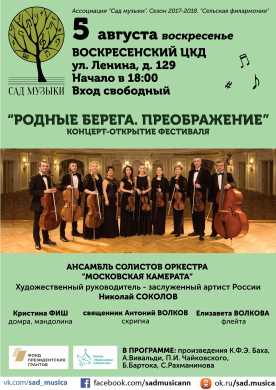 Ассоциация "Сад музыки". Сезон 2017-2018. "Сельская филармония"
САД МУЗЫКИ
5 августа воскресенье
ВОСКРЕСЕНСКИЙ ЦКД
ул. Ленина, д. 129
Начало в 18:00
Вход свободный
"РОДНЫЕ БЕРЕГА. ПРЕОБРАЖЕНИЕ"
КОНЦЕРТ-ОТКРЫТИЕ ФЕСТИВАЛЯ
АНСАМБЛЬ СОЛИСТОВ ОРКЕСТРА
"МОСКОВСКАЯ КАМЕРАТА"
Художественный руководитель - заслуженный артист России
Николай СОКОЛОВ
Кристина ФИШ
домра, мандолина
священник Антоний ВОЛКОВ
скрипка
Елизавета ВОЛКОВА
флейта
ФОНД
ПРЕЗИДЕНТСКИХ
ГРАНТОВ
В ПРОГРАММЕ: произведения К.Ф.Э. Баха,
А.Вивальди, П.И. Чайковского,
Б.Бартока, С.Рахманинова
vk.com/sad_musica
facebook.com/sadmusicann
ok.ru/sad.musica